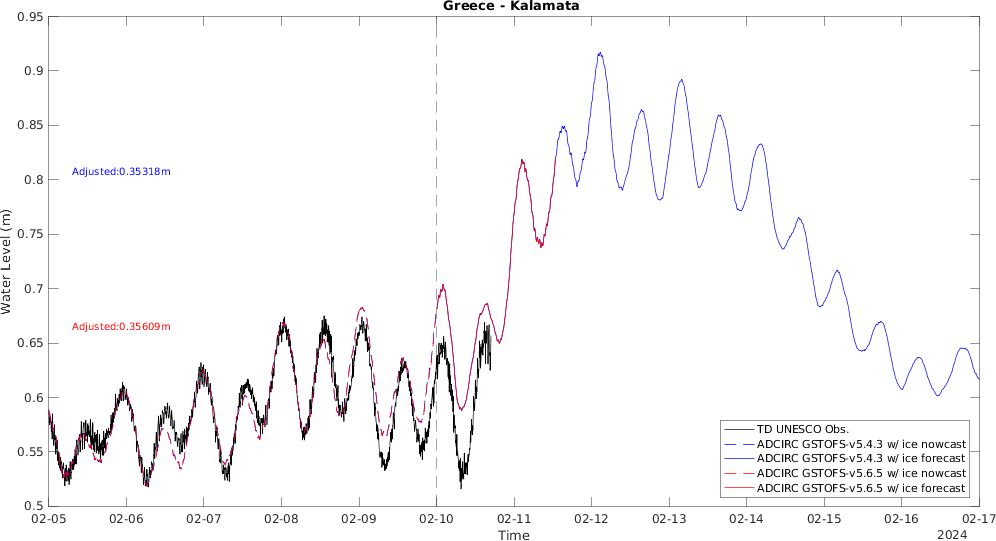 Greece - Kalamata
0.95
0.9
0.85
0.8
0.75
0.7
0.65
0.6
0.55
0.5
Water Level (m)
Adjusted:0.35318m
Adjusted:0.35609m
TD UNESCO Obs.
ADCIRC GSTOFS-v5.4.3 w/ ice nowcast
ADCIRC GSTOFS-v5.4.3 w/ ice forecast
ADCIRC GSTOFS-v5.6.5 w/ ice nowcast
ADCIRC GSTOFS-v5.6.5 w/ ice forecast
02-05 02-06 02-07 02-08 02-09 02-10 02-11 02-12 02-13 02-14 02-15 02-16 02-17
Time
2024